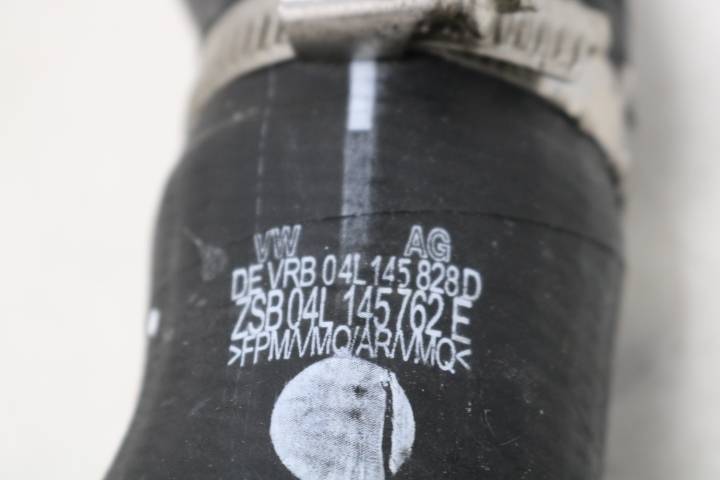 VW AG
DE VRB 04L 145 828 D
ZSB 04L 145 762 E
>FPM/VMQ/AR/VMQ<